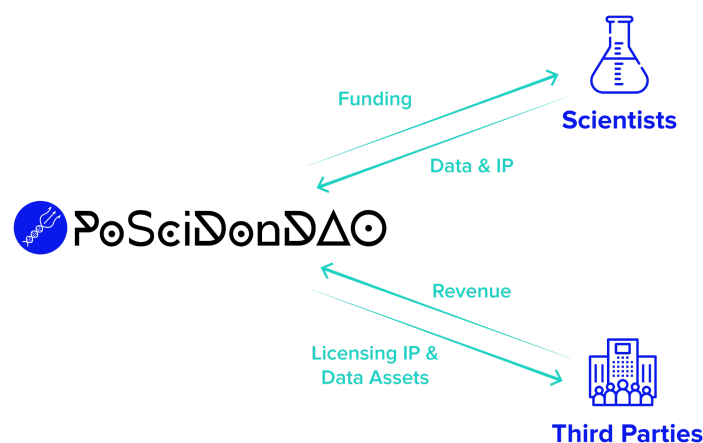 Funding
Scientists
Data & IP
PoSciDonDAO
Revenue
Licensing IP &
Data Assets
Third Parties